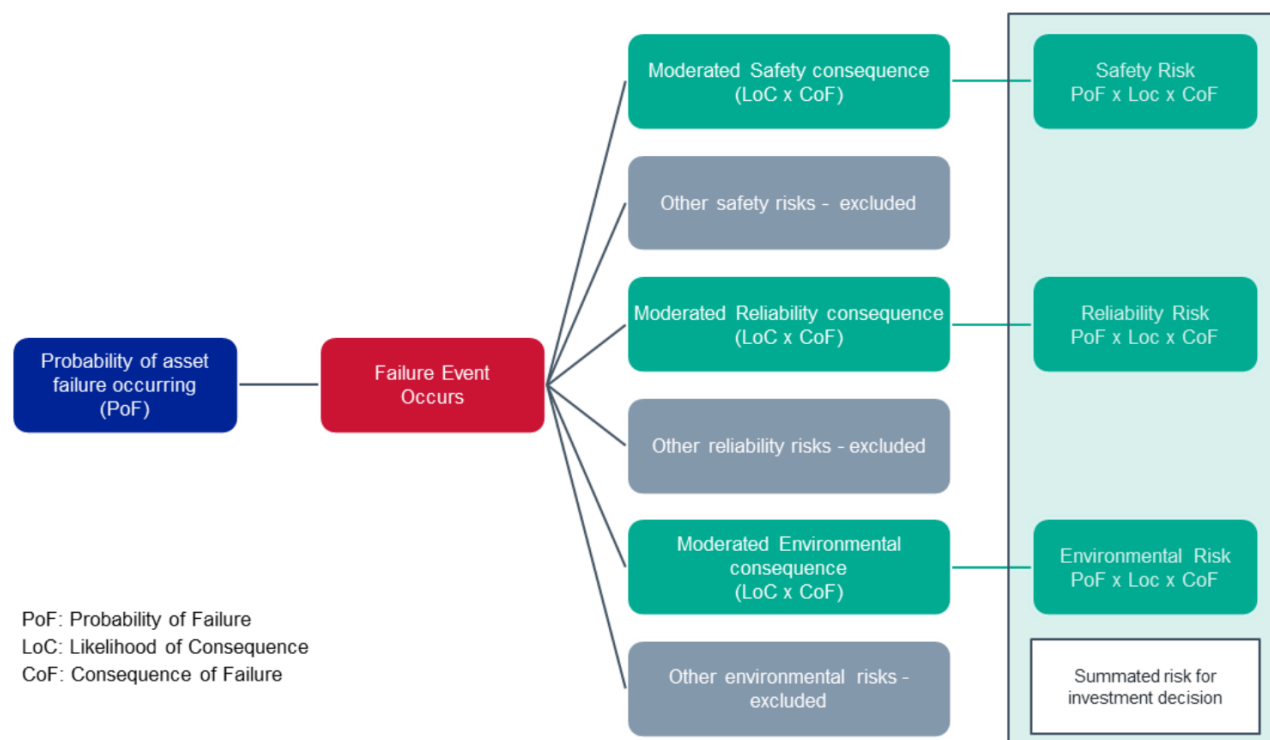 Probability of asset
failure occurring
(PoF)
Failure Event
Occurs
Moderated Safety consequence
(LoC x CoF)
Other safety risks - excluded
Moderated Reliability consequence
(LoC x CoF)
Other reliability risks - excluded
Moderated Environmental
consequence
(LoC x CoF)
Other environmental risks -
excluded
Safety Risk
PoF x Loc x CoF
Reliability Risk
PoF x Loc x CoF
Environmental Risk
PoF x Loc x CoF
Summated risk for
investment decision
PoF: Probability of Failure
LoC: Likelihood of Consequence
CoF: Consequence of Failure